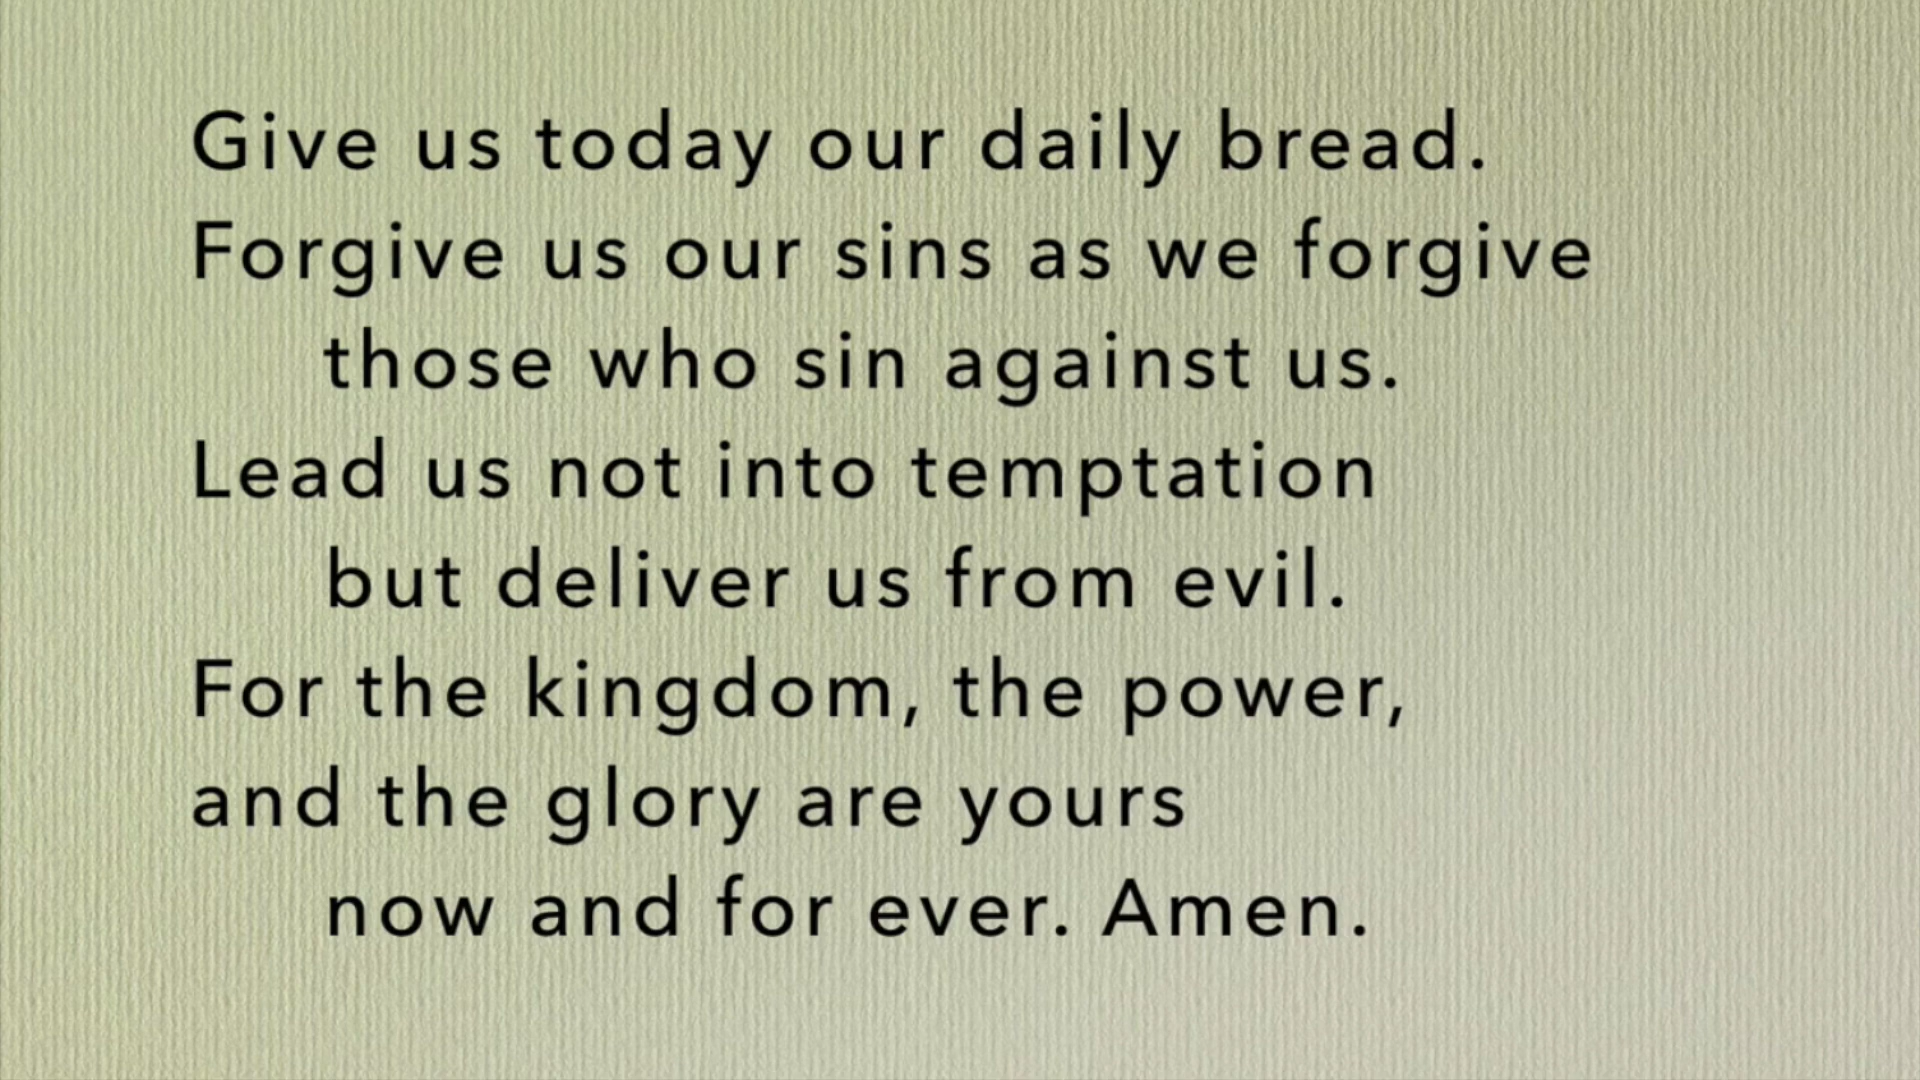 Give us today our daily bread.
Forgive us our sins as we forgive
those who sin against us.
Lead us not into temptation
but deliver us from evil.
For the kingdom, the power,
and the glory are yours
now and for ever. Amen.